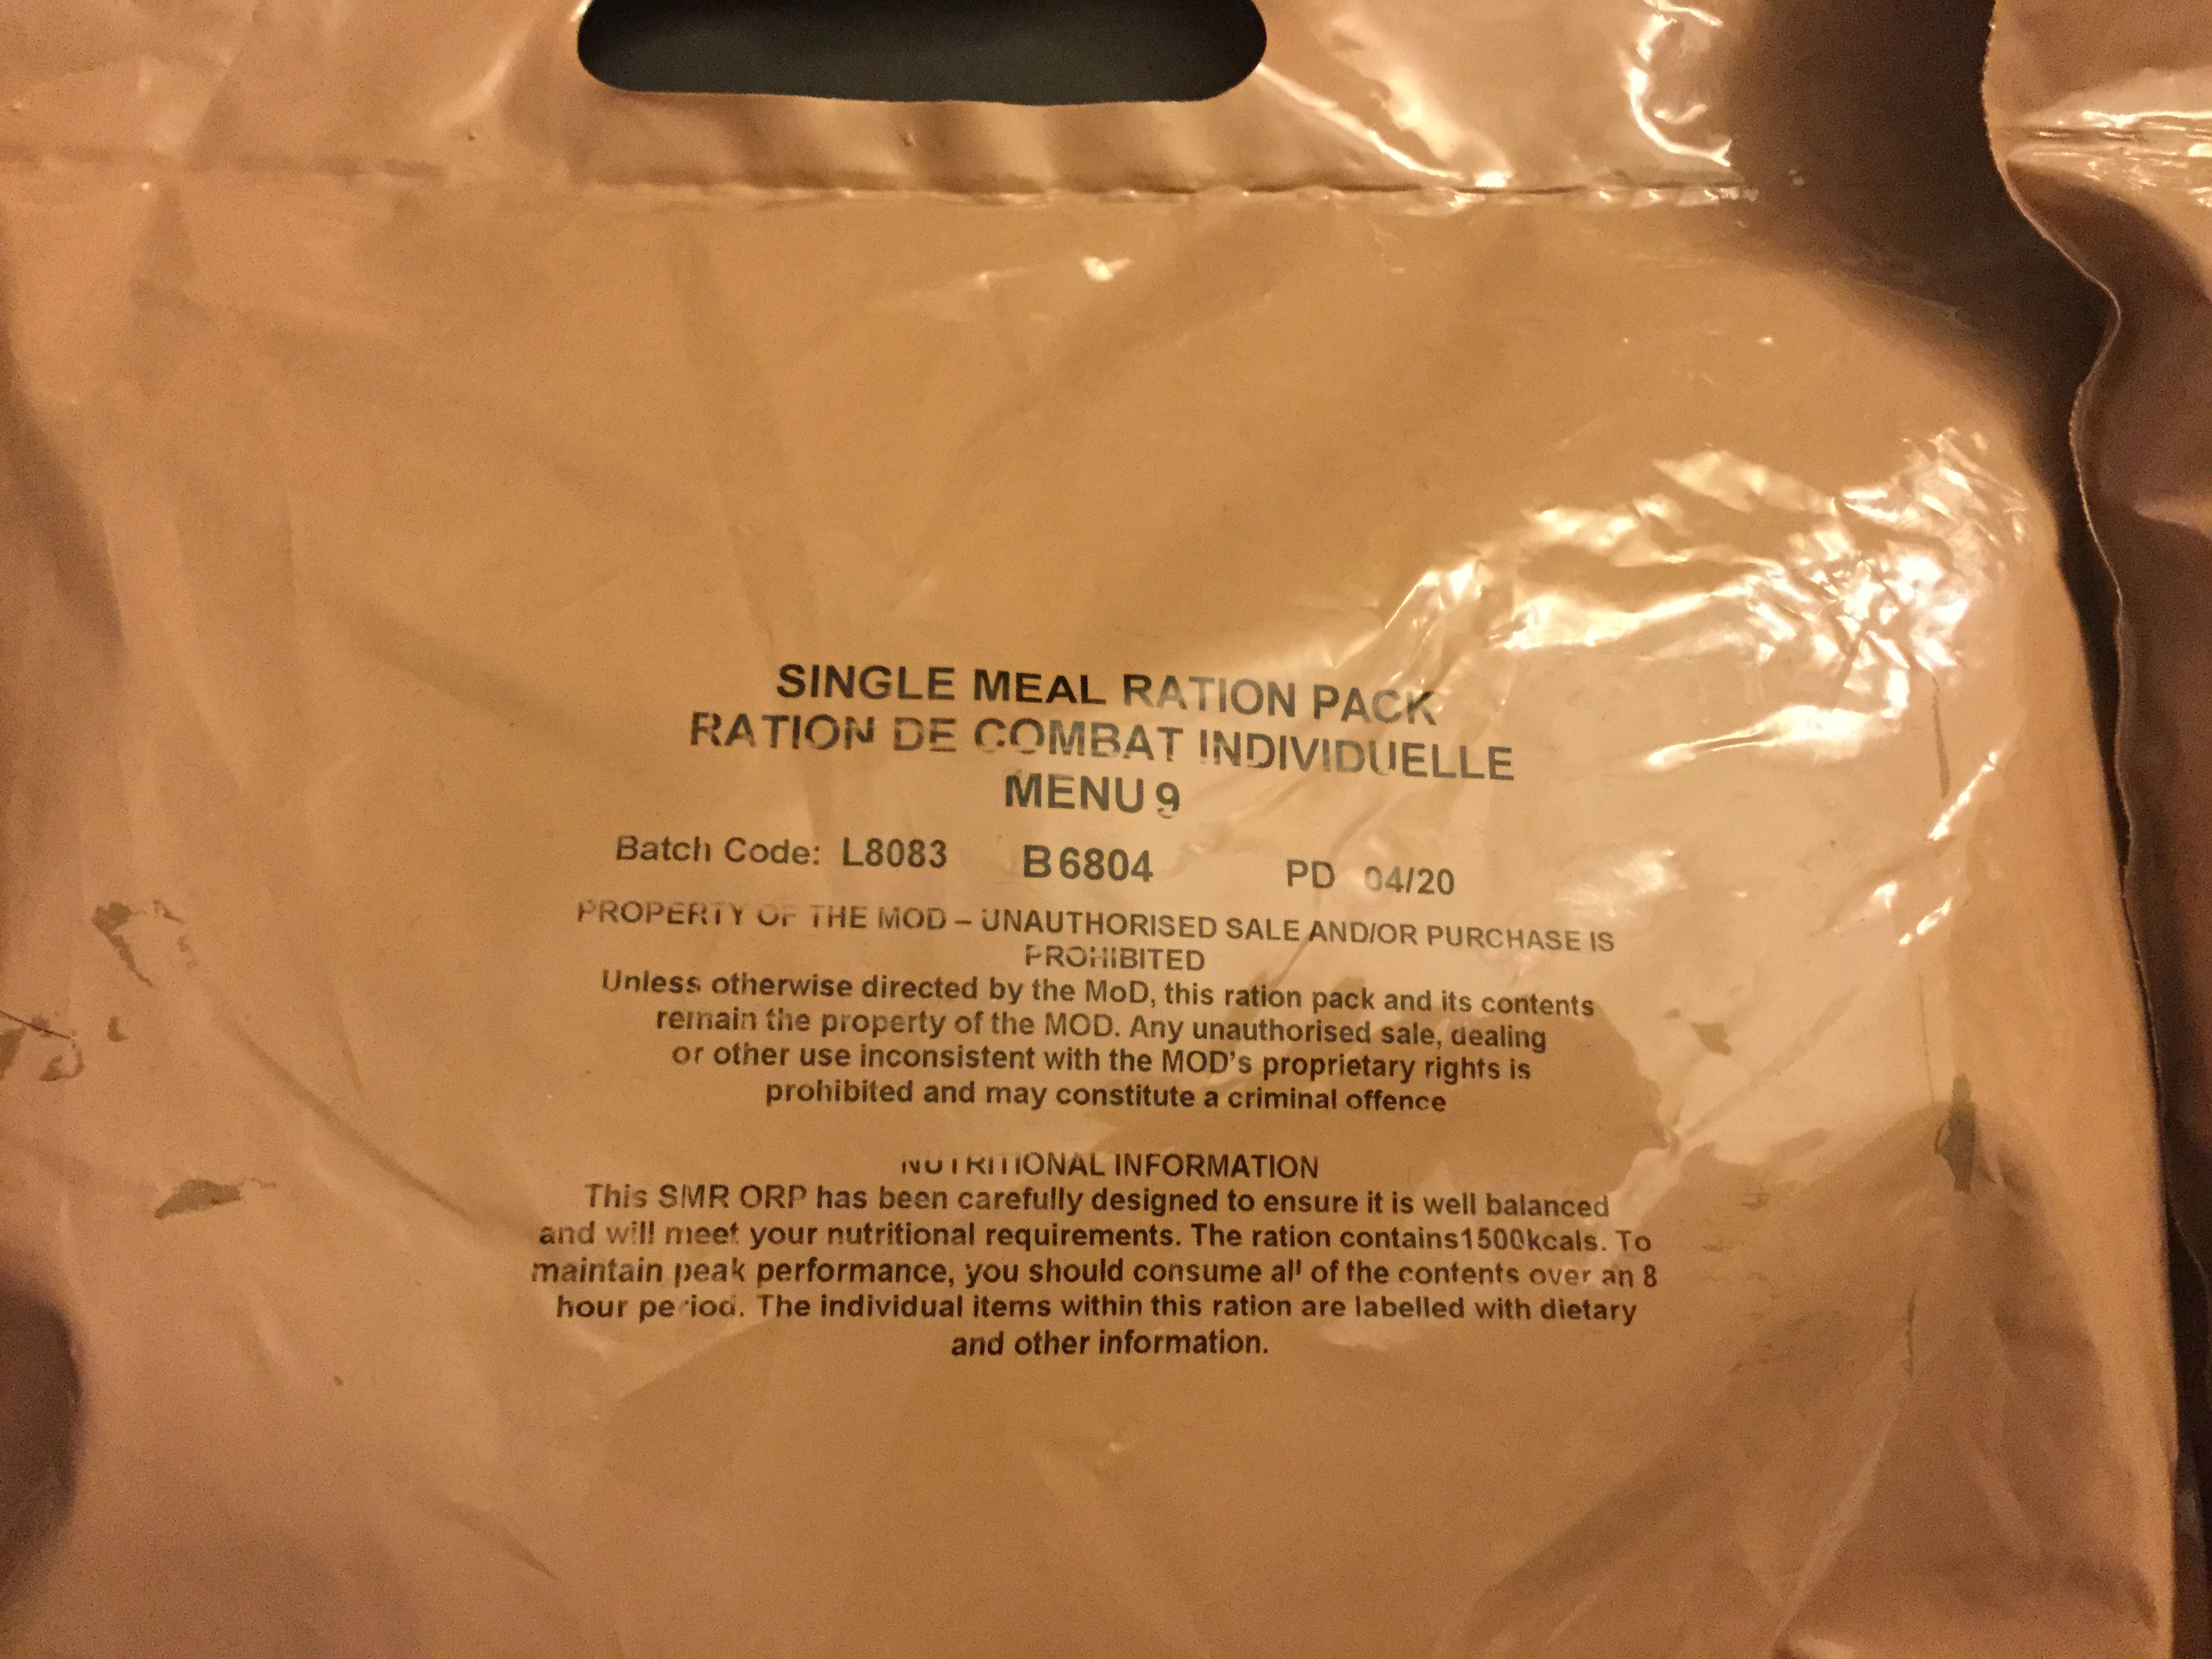 SINGLE MEAL RATION PACK
RATION DE COMBAT INDIVIDUELLE
MENU 9
Batch Code: L8083 B6804 PD 04/20
PROPERTY OF THE MOD – UNAUTHORISED SALE AND/OR PURCHASE IS
PROHIBITED
Unless otherwise directed by the MoD, this ration pack and its contents
remain the property of the MOD. Any unauthorised sale, dealing
or other use inconsistent with the MOD's proprietary rights is
prohibited and may constitute a criminal offence
NUTRITIONAL INFORMATION
This SMR ORP has been carefully designed to ensure it is well balanced
and will meet your nutritional requirements. The ration contains1500kcals. To
maintain peak performance, you should consume all of the contents over an 8
hour period. The individual items within this ration are labelled with dietary
and other information.